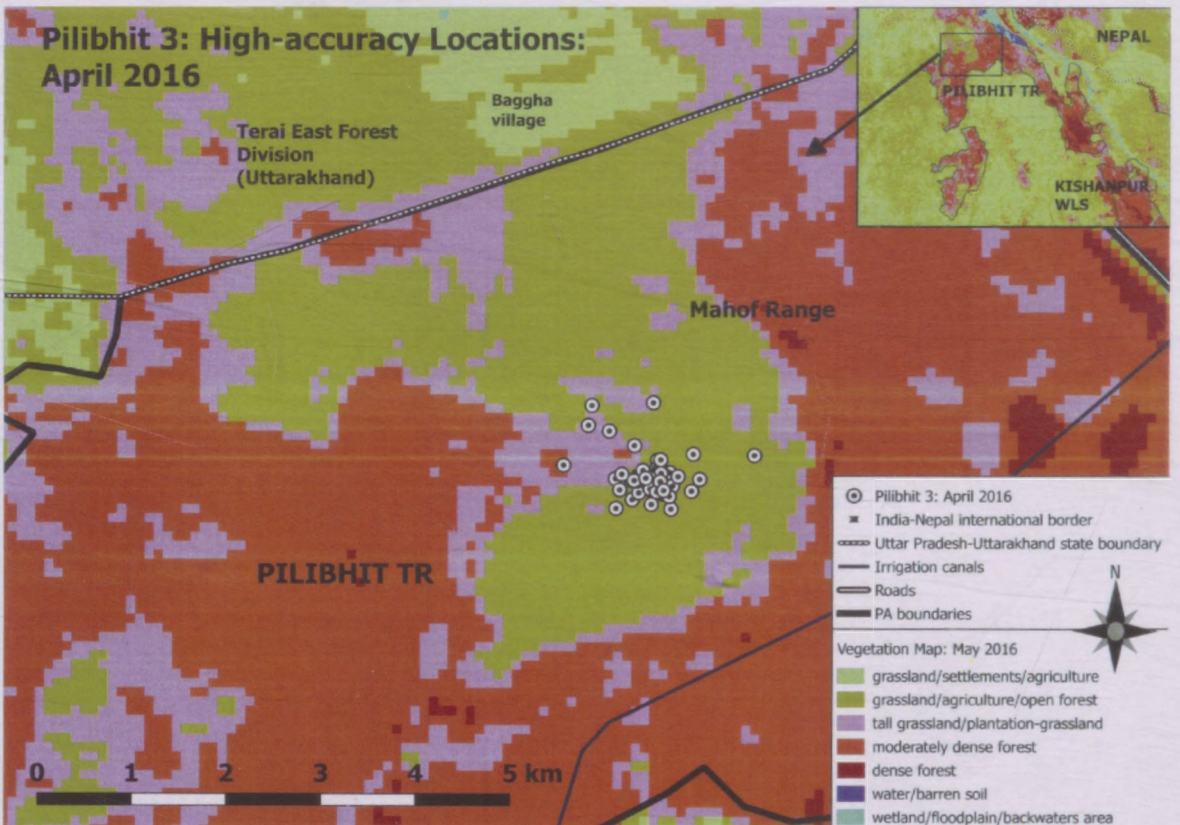 Pilibhit 3: High-accuracy Locations:
April 2016
Baggha
village
Terai East Forest
Division
(Uttarakhand)
NEPAL
PILIBHIT TR
KISHANPUR
WLS
Mahof Range
PILIBHIT TR
0 1 2 3 4 5 km
Pilibhit 3: April 2016
India-Nepal international border
Uttar Pradesh-Uttarakhand state boundary
Irrigation canals
Roads
PA boundaries
N
Vegetation Map: May 2016
grassland/settlements/agriculture
grassland/agriculture/open forest
tall grassland/plantation-grassland
moderately dense forest
dense forest
water/barren soil
wetland/floodplain/backwaters area